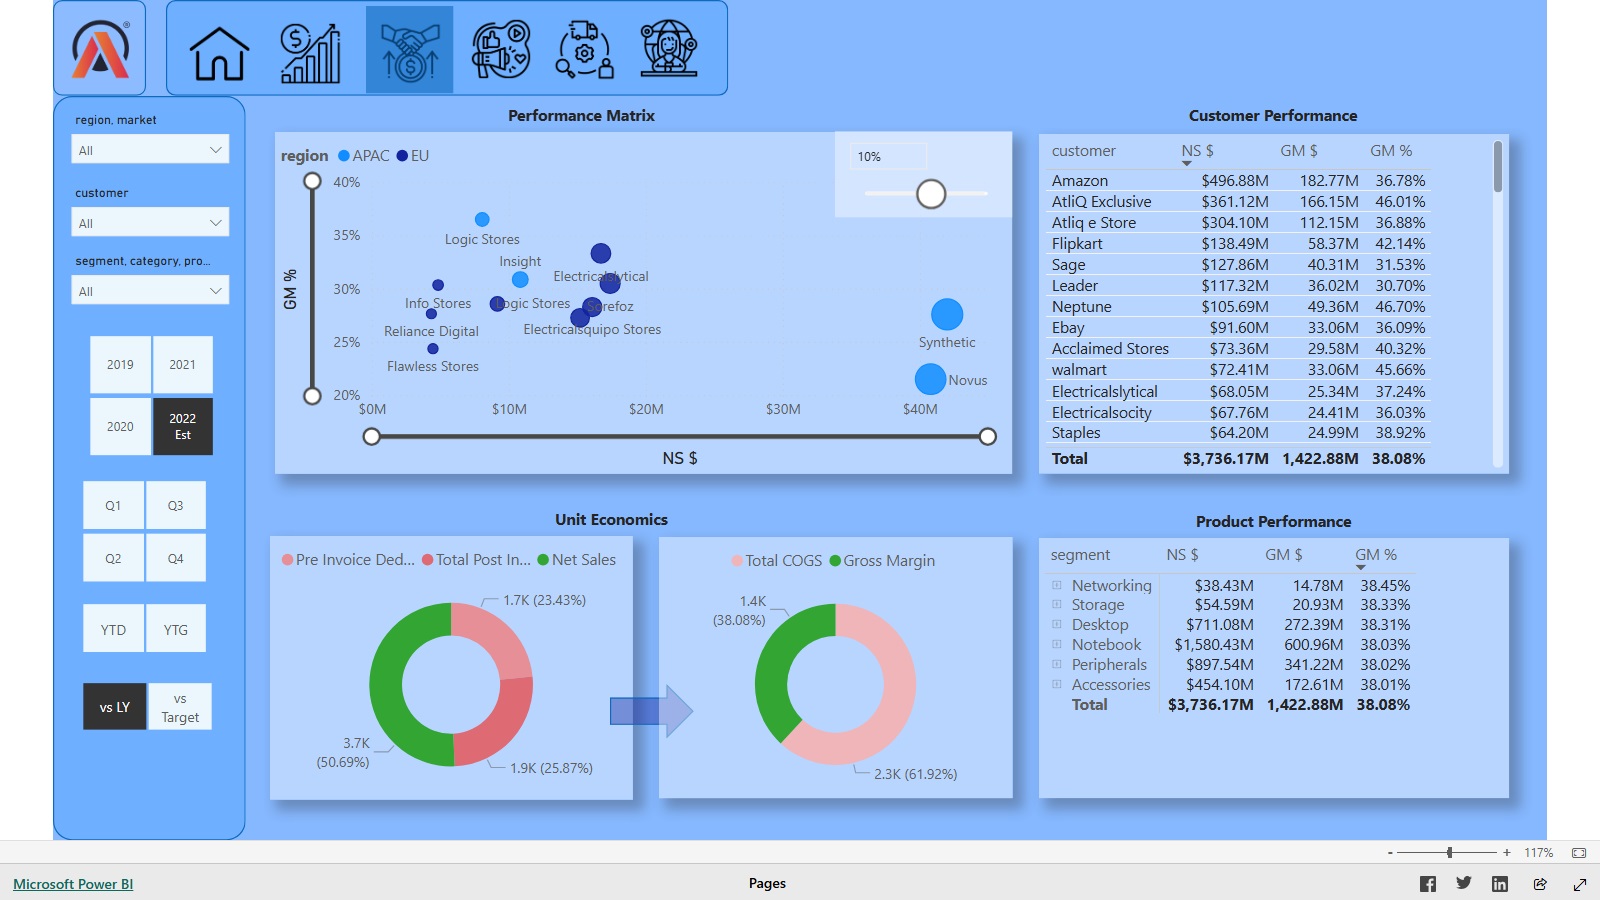 ®
region, market
All
customer
All
segment, category, pro...
All
2019
2021
2020
2022
Est
Q1
Q3
Q2
Q4
YTD
YTG
vs LY
vs
Target
Performance Matrix
region APAC EU
10%
GM %
40%
35%
30%
25%
20%
$0M $10M $20M $30M $40M
NS $
Logic Stores
Insight
Electricalslytical
Info Stores
Logic Stores
Sorefoz
Reliance Digital
Electricalsquipo Stores
Flawless Stores
Synthetic
Novus
Customer Performance
customer NS $ GM $ GM %
Amazon $496.88M 182.77M 36.78%
AtliQ Exclusive $361.12M 166.15M 46.01%
Atliq e Store $304.10M 112.15M 36.88%
Flipkart $138.49M 58.37M 42.14%
Sage $127.86M 40.31M 31.53%
Leader $117.32M 36.02M 30.70%
Neptune $105.69M 49.36M 46.70%
Ebay $91.60M 33.06M 36.09%
Acclaimed Stores $73.36M 29.58M 40.32%
walmart $72.41M 33.06M 45.66%
Electricalslytical $68.05M 25.34M 37.24%
Electricalsocity $67.76M 24.41M 36.03%
Staples $64.20M 24.99M 38.92%
Total $3,736.17M 1,422.88M 38.08%
Unit Economics
Pre Invoice Ded... Total Post In... Net Sales
1.7K (23.43%)
3.7K
(50.69%)
1.9K (25.87%)
Total COGS Gross Margin
1.4K
(38.08%)
2.3K (61.92%)
Product Performance
segment NS $ GM $ GM %
Networking $38.43M 14.78M 38.45%
Storage $54.59M 20.93M 38.33%
Desktop $711.08M 272.39M 38.31%
Notebook $1,580.43M 600.96M 38.03%
Peripherals $897.54M 341.22M 38.02%
Accessories $454.10M 172.61M 38.01%
Total $3,736.17M 1,422.88M 38.08%
- + 117%
Microsoft Power BI
Pages